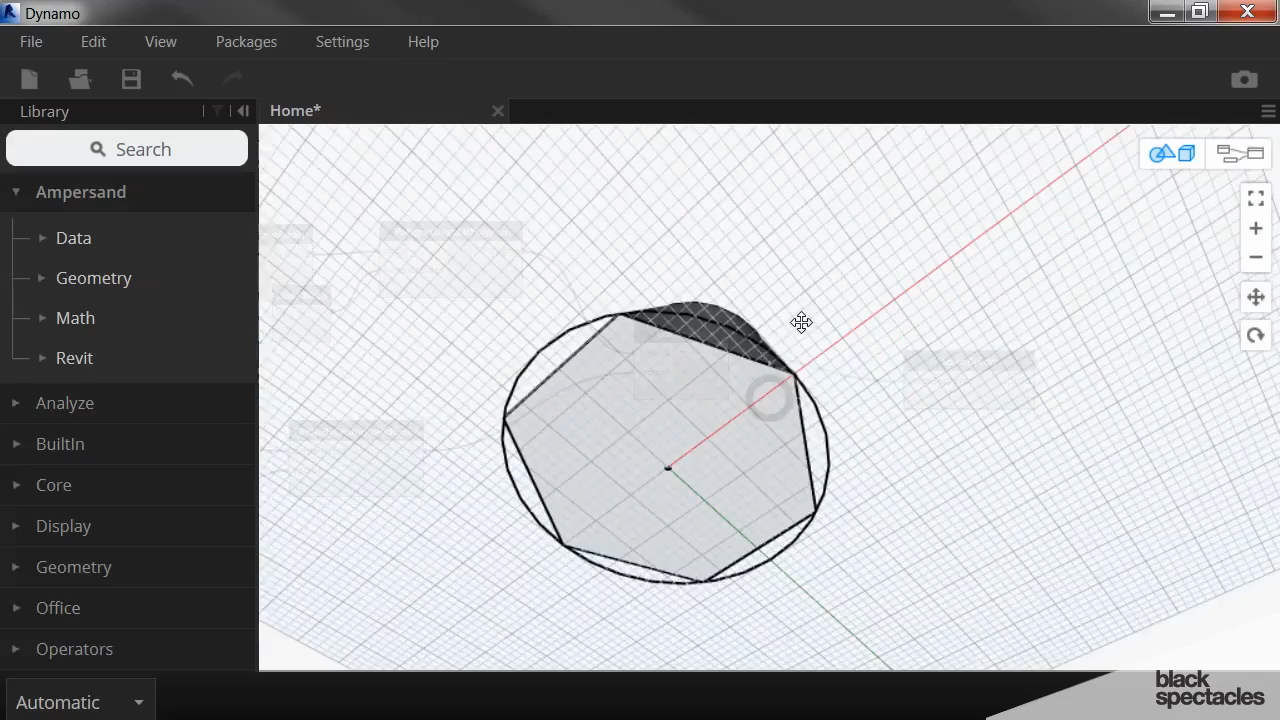 Dynamo
File Edit View Packages Settings Help
Library
Home*
Search
Ampersand
Data
Geometry
Math
Revit
Analyze
BuiltIn
Core
Display
Geometry
Office
Operators
Automatic
black
spectacles